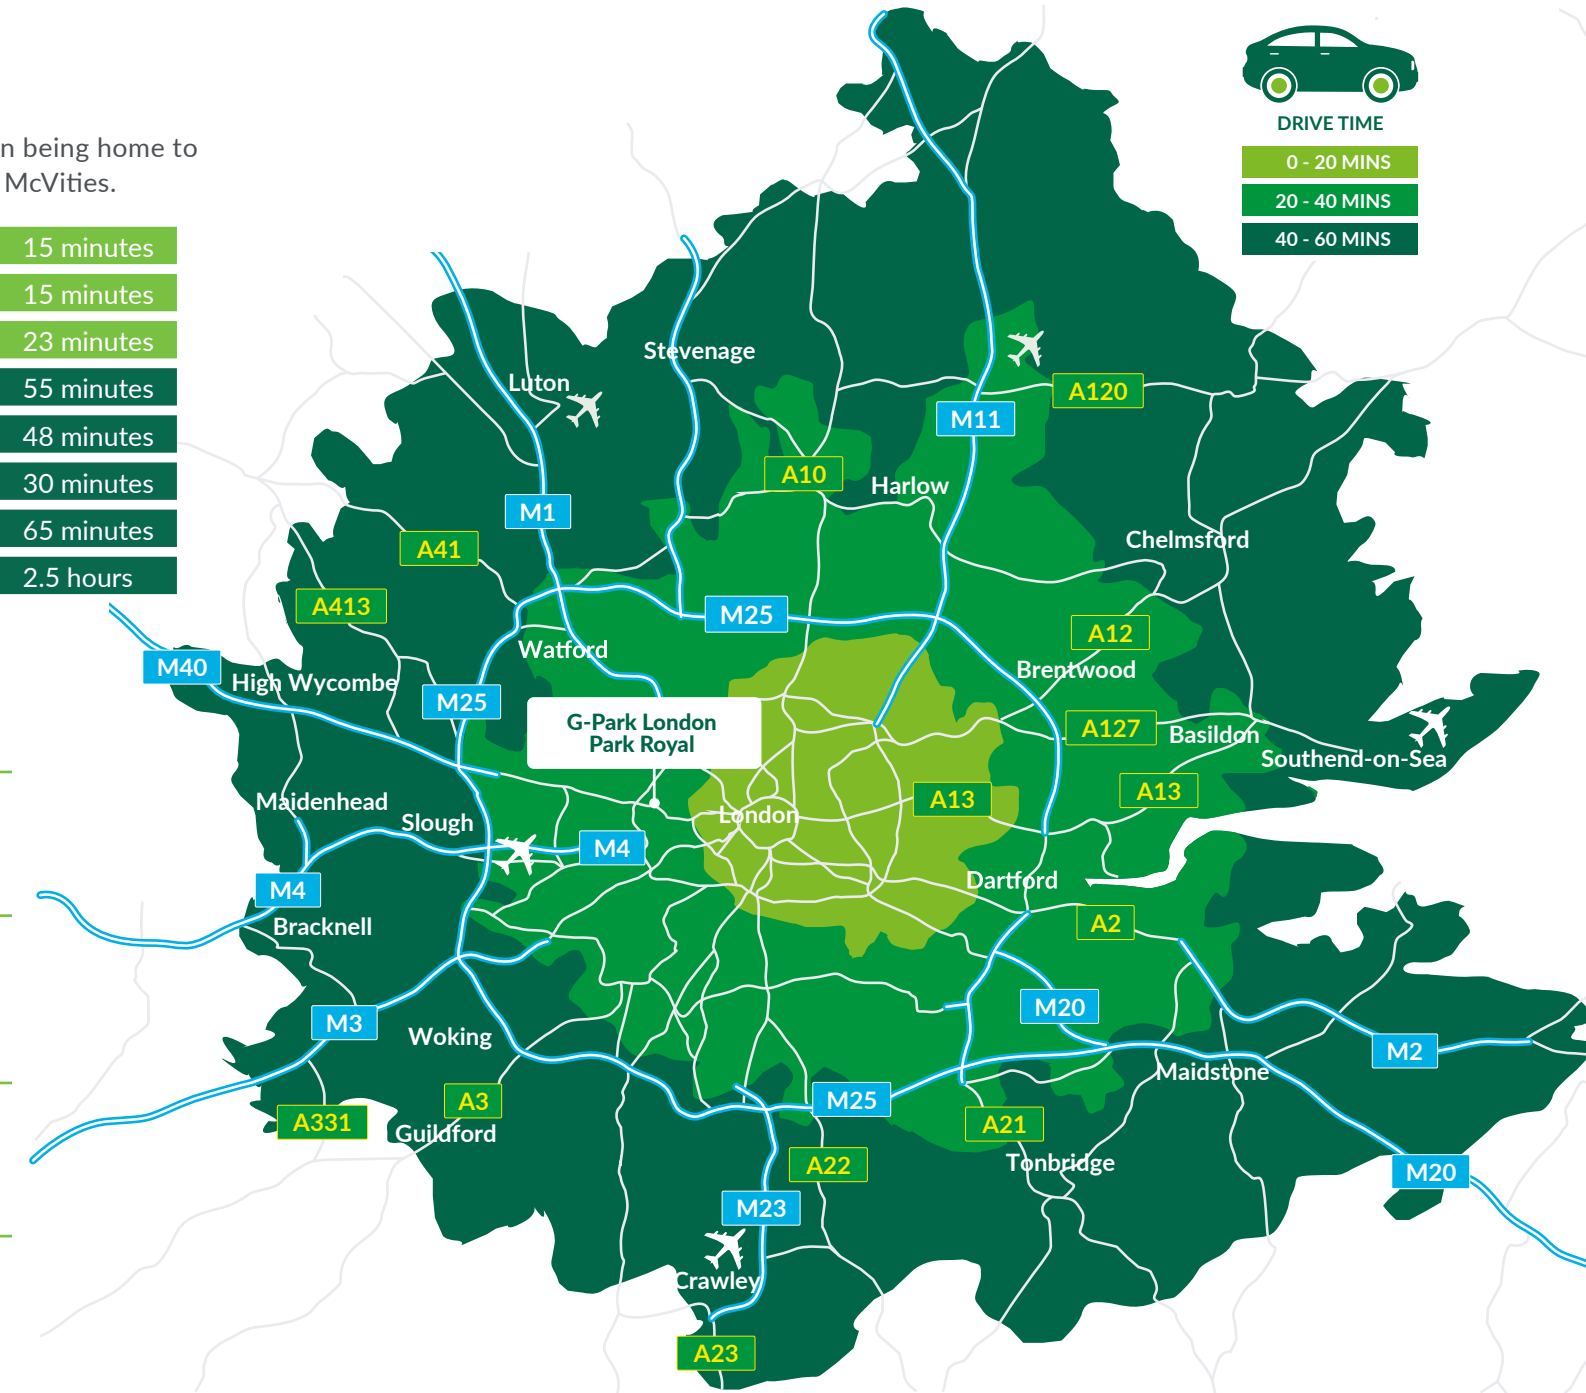 n being home to
McVities.
15 minutes
15 minutes
23 minutes
55 minutes
48 minutes
30 minutes
65 minutes
2.5 hours
DRIVE TIME
0 - 20 MINS
20 - 40 MINS
40 - 60 MINS
Stevenage
Luton
A120
M11
A10
Harlow
M1
A41
Chelmsford
A413
M25
A12
Watford
M40
High Wycombe
Brentwood
M25
G-Park London
Park Royal
A127
Basildon
Southend-on-Sea
Maidenhead
A13
A13
Slough
London
M4
M4
Dartford
Bracknell
A2
M20
M3
Woking
M2
Maidstone
A3
M25
A331
Guildford
A21
A22
Tonbridge
M20
M23
Crawley
A23